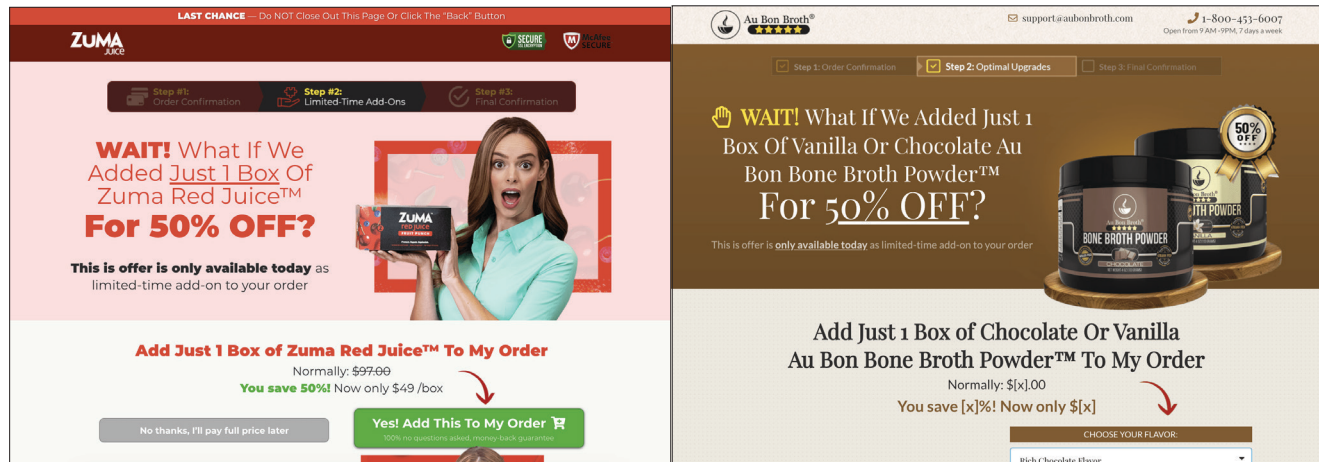 LAST CHANCE — Do NOT Close Out This Page Or Click The "Back" Button
ZUMA
JUICE
SECURE
SSL ENCRYPTION
McAfee
SECURE
Step #1:
Order Confirmation
Step #2:
Limited-Time Add-Ons
Step #3:
Final Confirmation
WAIT! What If We
Added Just 1 Box Of
Zuma Red Juice™
For 50% OFF?
This is offer is only available today as
limited-time add-on to your order
ZUMA
red juice
FRUIT PUNCH
Add Just 1 Box of Zuma Red Juice™ To My Order
Normally: $97.00
You save 50%! Now only $49 /box
No thanks, I'll pay full price later
Yes! Add This To My Order
100% no questions asked, money-back guarantee
Au Bon Broth®
support@aubonbroth.com
1-800-453-6007
Open from 9 AM -9PM, 7 days a week
Step 1: Order Confirmation
Step 2: Optimal Upgrades
Step 3: Final Confirmation
WAIT! What If We Added Just 1
Box Of Vanilla Or Chocolate Au
Bon Bone Broth Powder™
For 50% OFF?
This is offer is only available today as limited-time add-on to your order
50%
OFF
Au Bon Broth®
BONE BROTH POWDER
CHOCOLATE
Au Bon Broth®
TH POWDER
Add Just 1 Box of Chocolate Or Vanilla
Au Bon Bone Broth Powder™ To My Order
Normally: $[x].00
You save [x]%! Now only $[x]
CHOOSE YOUR FLAVOR:
Rich Chocolate Flavor